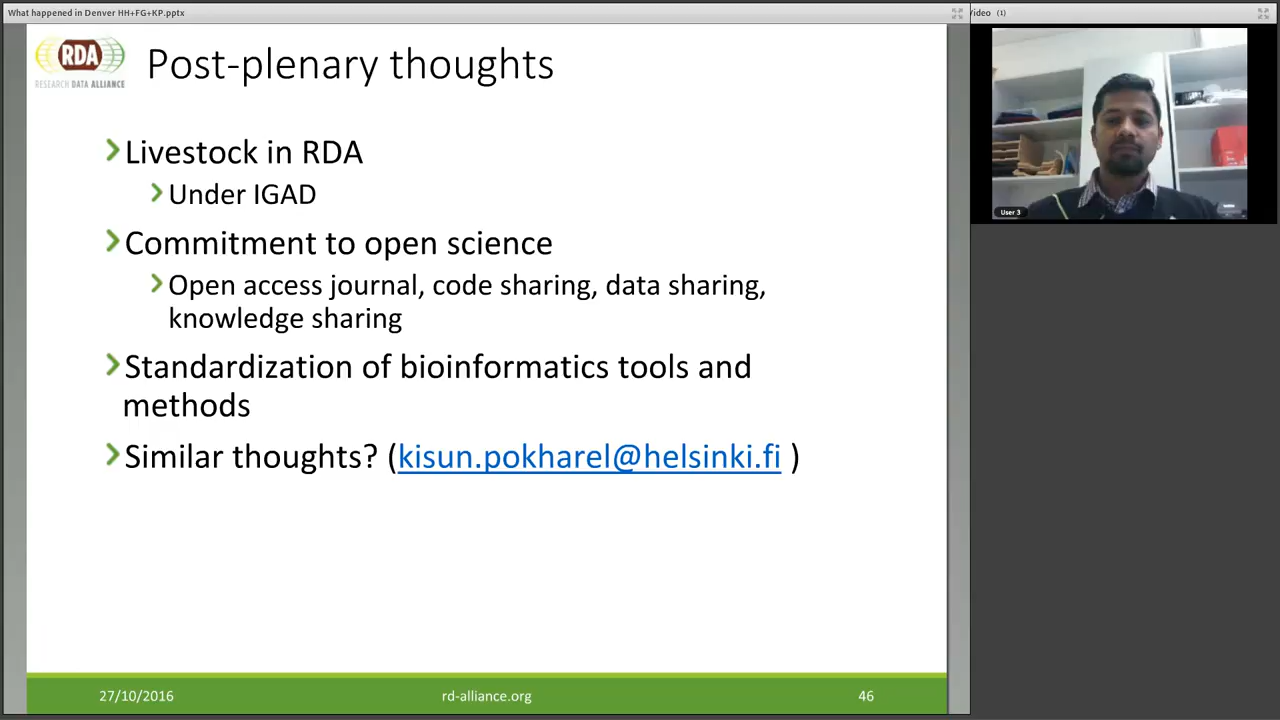 What happened in Denver HH+FG+KP.pptx
Video (1)
RDA
RESEARCH DATA ALLIANCE
Post-plenary thoughts
Livestock in RDA
Under IGAD
Commitment to open science
Open access journal, code sharing, data sharing,
knowledge sharing
Standardization of bioinformatics tools and
methods
Similar thoughts? (kisun.pokharel@helsinki.fi )
User 3
27/10/2016
rd-alliance.org
46